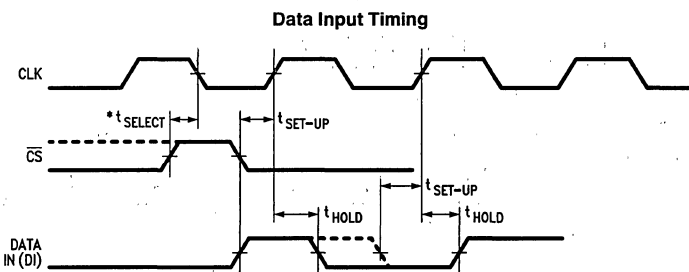 Data Input Timing
CLK
*tSELECT
tSET-UP
CS
tSET-UP
tHOLD
tHOLD
DATA
IN (DI)